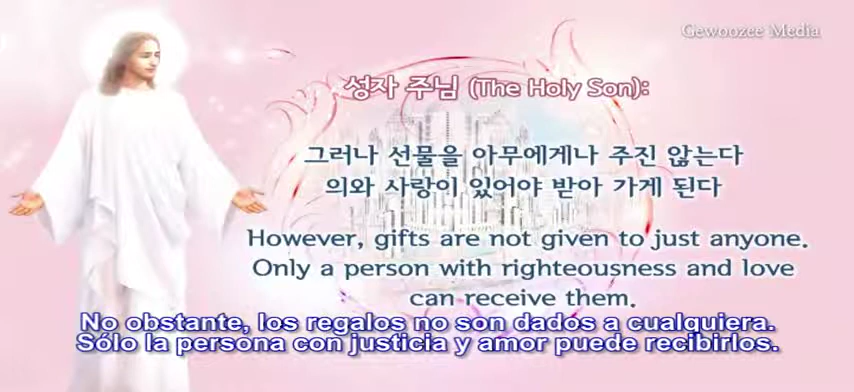 Gewoozee Media
성자 주님 (The Holy Son):
그러나 선물을 아무에게나 주진 않는다
의와 사랑이 있어야 받아 가게 된다
However, gifts are not given to just anyone.
Only a person with righteousness and love
can receive them.
No obstante, los regalos no son dados a cualquiera.
Sólo la persona con justicia y amor puede recibirlos.